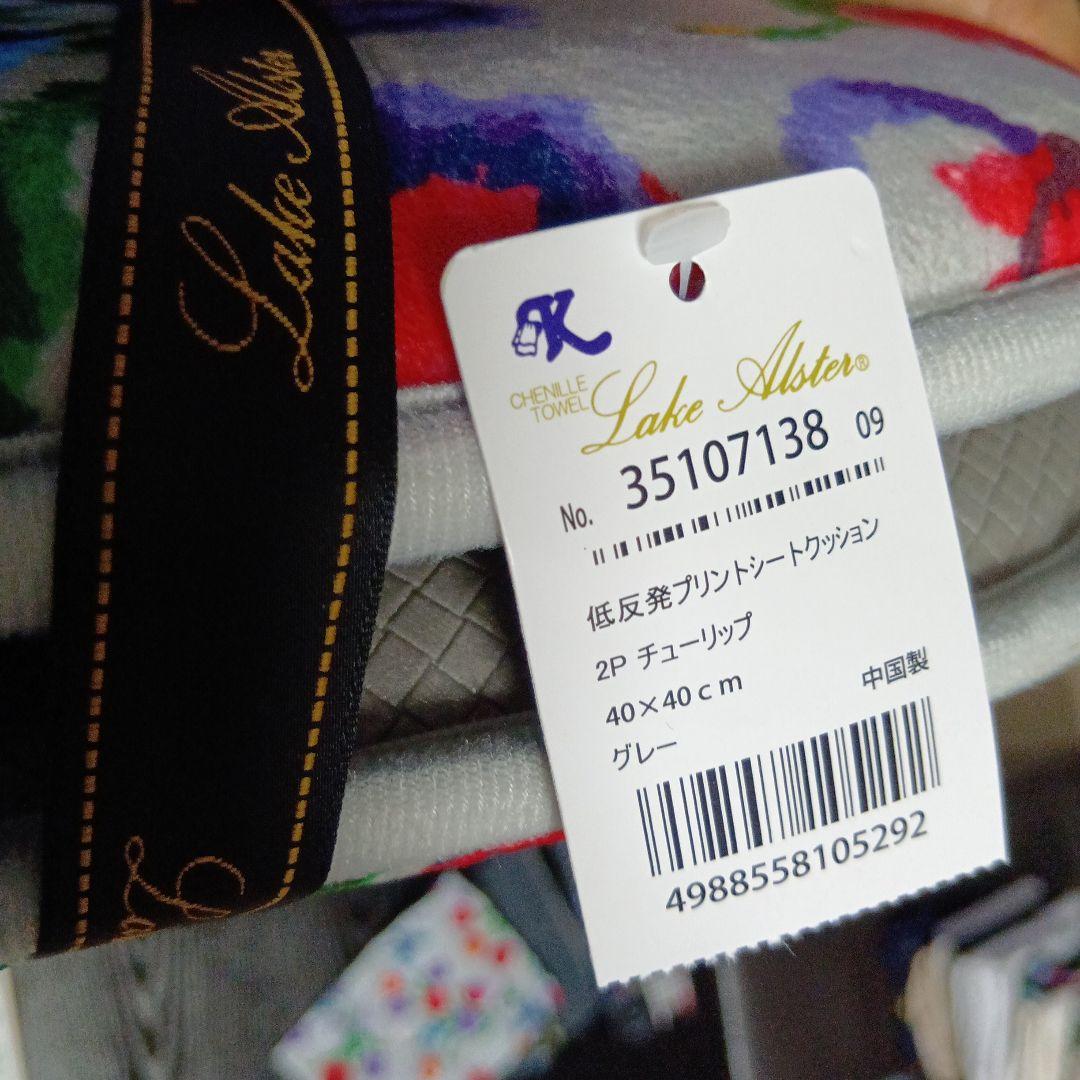 Lake Alster
K
CHENILLE
TOWEL
Lake Alster®
No. 35107138 09
低反発プリントシートクッション
2P チューリップ
40×40cm
グレー
中国製
4988558105292